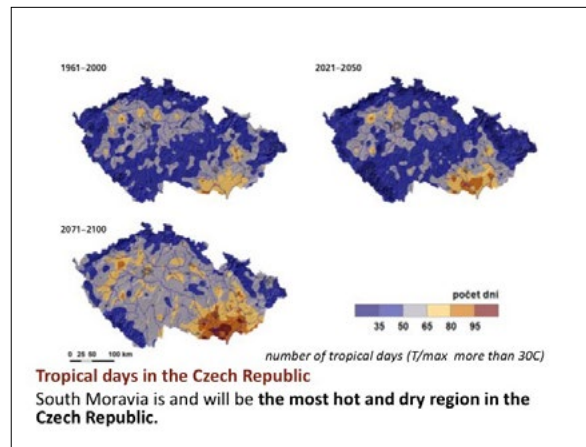 1961–2000
2021–2050
2071–2100
počet dní
35 50 65 80 95
0 25 50 100 km
number of tropical days (T/max more than 30C)
Tropical days in the Czech Republic
South Moravia is and will be the most hot and dry region in the
Czech Republic.